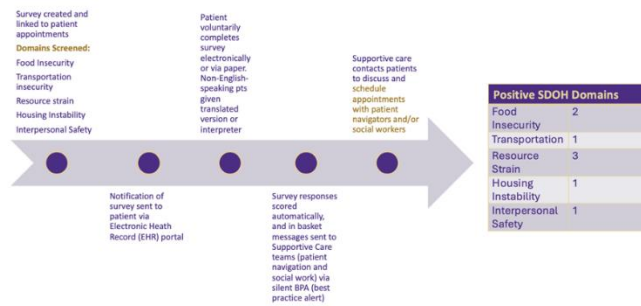 Survey created and
linked to patient
appointments
Domains Screened:
Food Insecurity
Transportation
insecurity
Resource strain
Housing Instability
Interpersonal Safety
Notification of
survey sent to
patient via
Electronic Heath
Record (EHR) portal
Patient
voluntarily
completes
survey
electronically
or via paper.
Non-English-
speaking pts
given
translated
version or
interpreter
Survey responses
scored
automatically,
and in basket
messages sent to
Supportive Care
teams (patient
navigation and
social work) via
silent BPA (best
practice alert)
Supportive care
contacts patients
to discuss and
schedule
appointments
with patient
navigators and/or
social workers
Positive SDOH Domains
Food Insecurity 2
Transportation 1
Resource Strain 3
Housing Instability 1
Interpersonal Safety 1